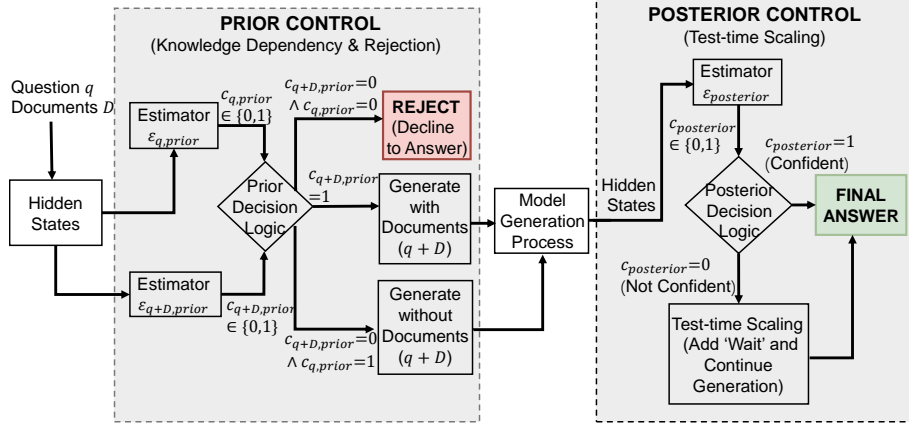 PRIOR CONTROL
(Knowledge Dependency & Rejection)
Question q
Documents D
Hidden
States
Estimator
ε_{q,prior}
c_{q,prior}
∈ {0,1}
Estimator
ε_{q+D,prior}
c_{q+D,prior}
∈ {0,1}
Prior
Decision
Logic
c_{q+D,prior}=0
∧ c_{q,prior}=0
REJECT
(Decline
to Answer)
c_{q+D,prior}
=1
Generate
with
Documents
(q + D)
c_{q+D,prior}=0
∧ c_{q,prior}=1
Generate
without
Documents
(q + D)
Model
Generation
Process
Hidden
States
POSTERIOR CONTROL
(Test-time Scaling)
Estimator
ε_{posterior}
c_{posterior}
∈ {0,1}
Posterior
Decision
Logic
c_{posterior}=1
(Confident)
FINAL
ANSWER
c_{posterior}=0
(Not Confident)
Test-time Scaling
(Add ‘Wait’ and
Continue
Generation)